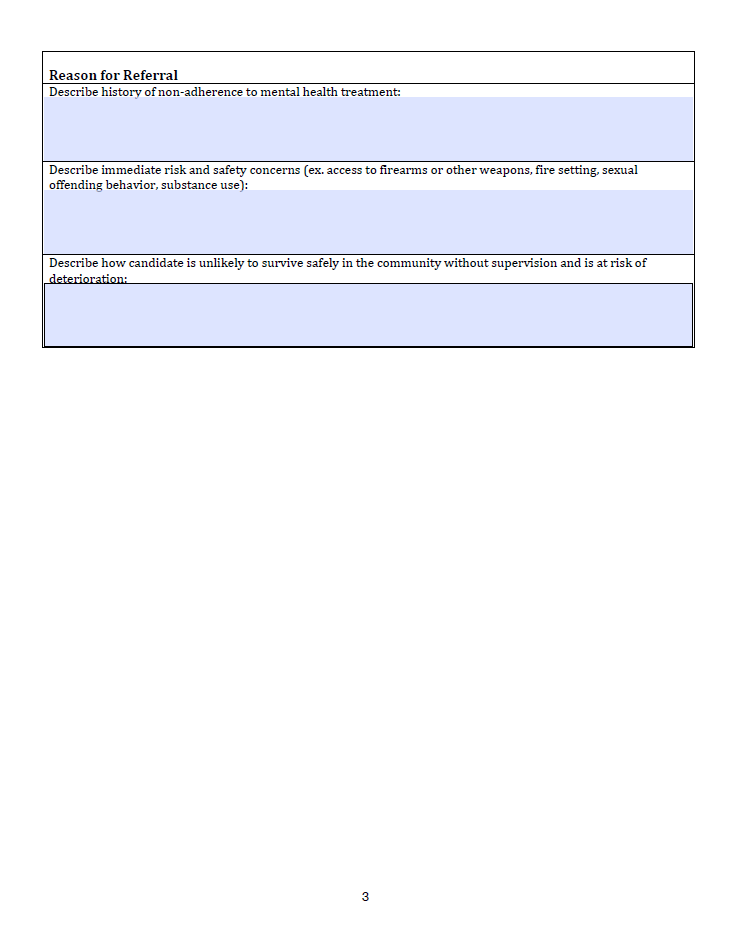 Reason for Referral
Describe history of non-adherence to mental health treatment:
Describe immediate risk and safety concerns (ex. access to firearms or other weapons, fire setting, sexual
offending behavior, substance use):
Describe how candidate is unlikely to survive safely in the community without supervision and is at risk of
deterioration:
3